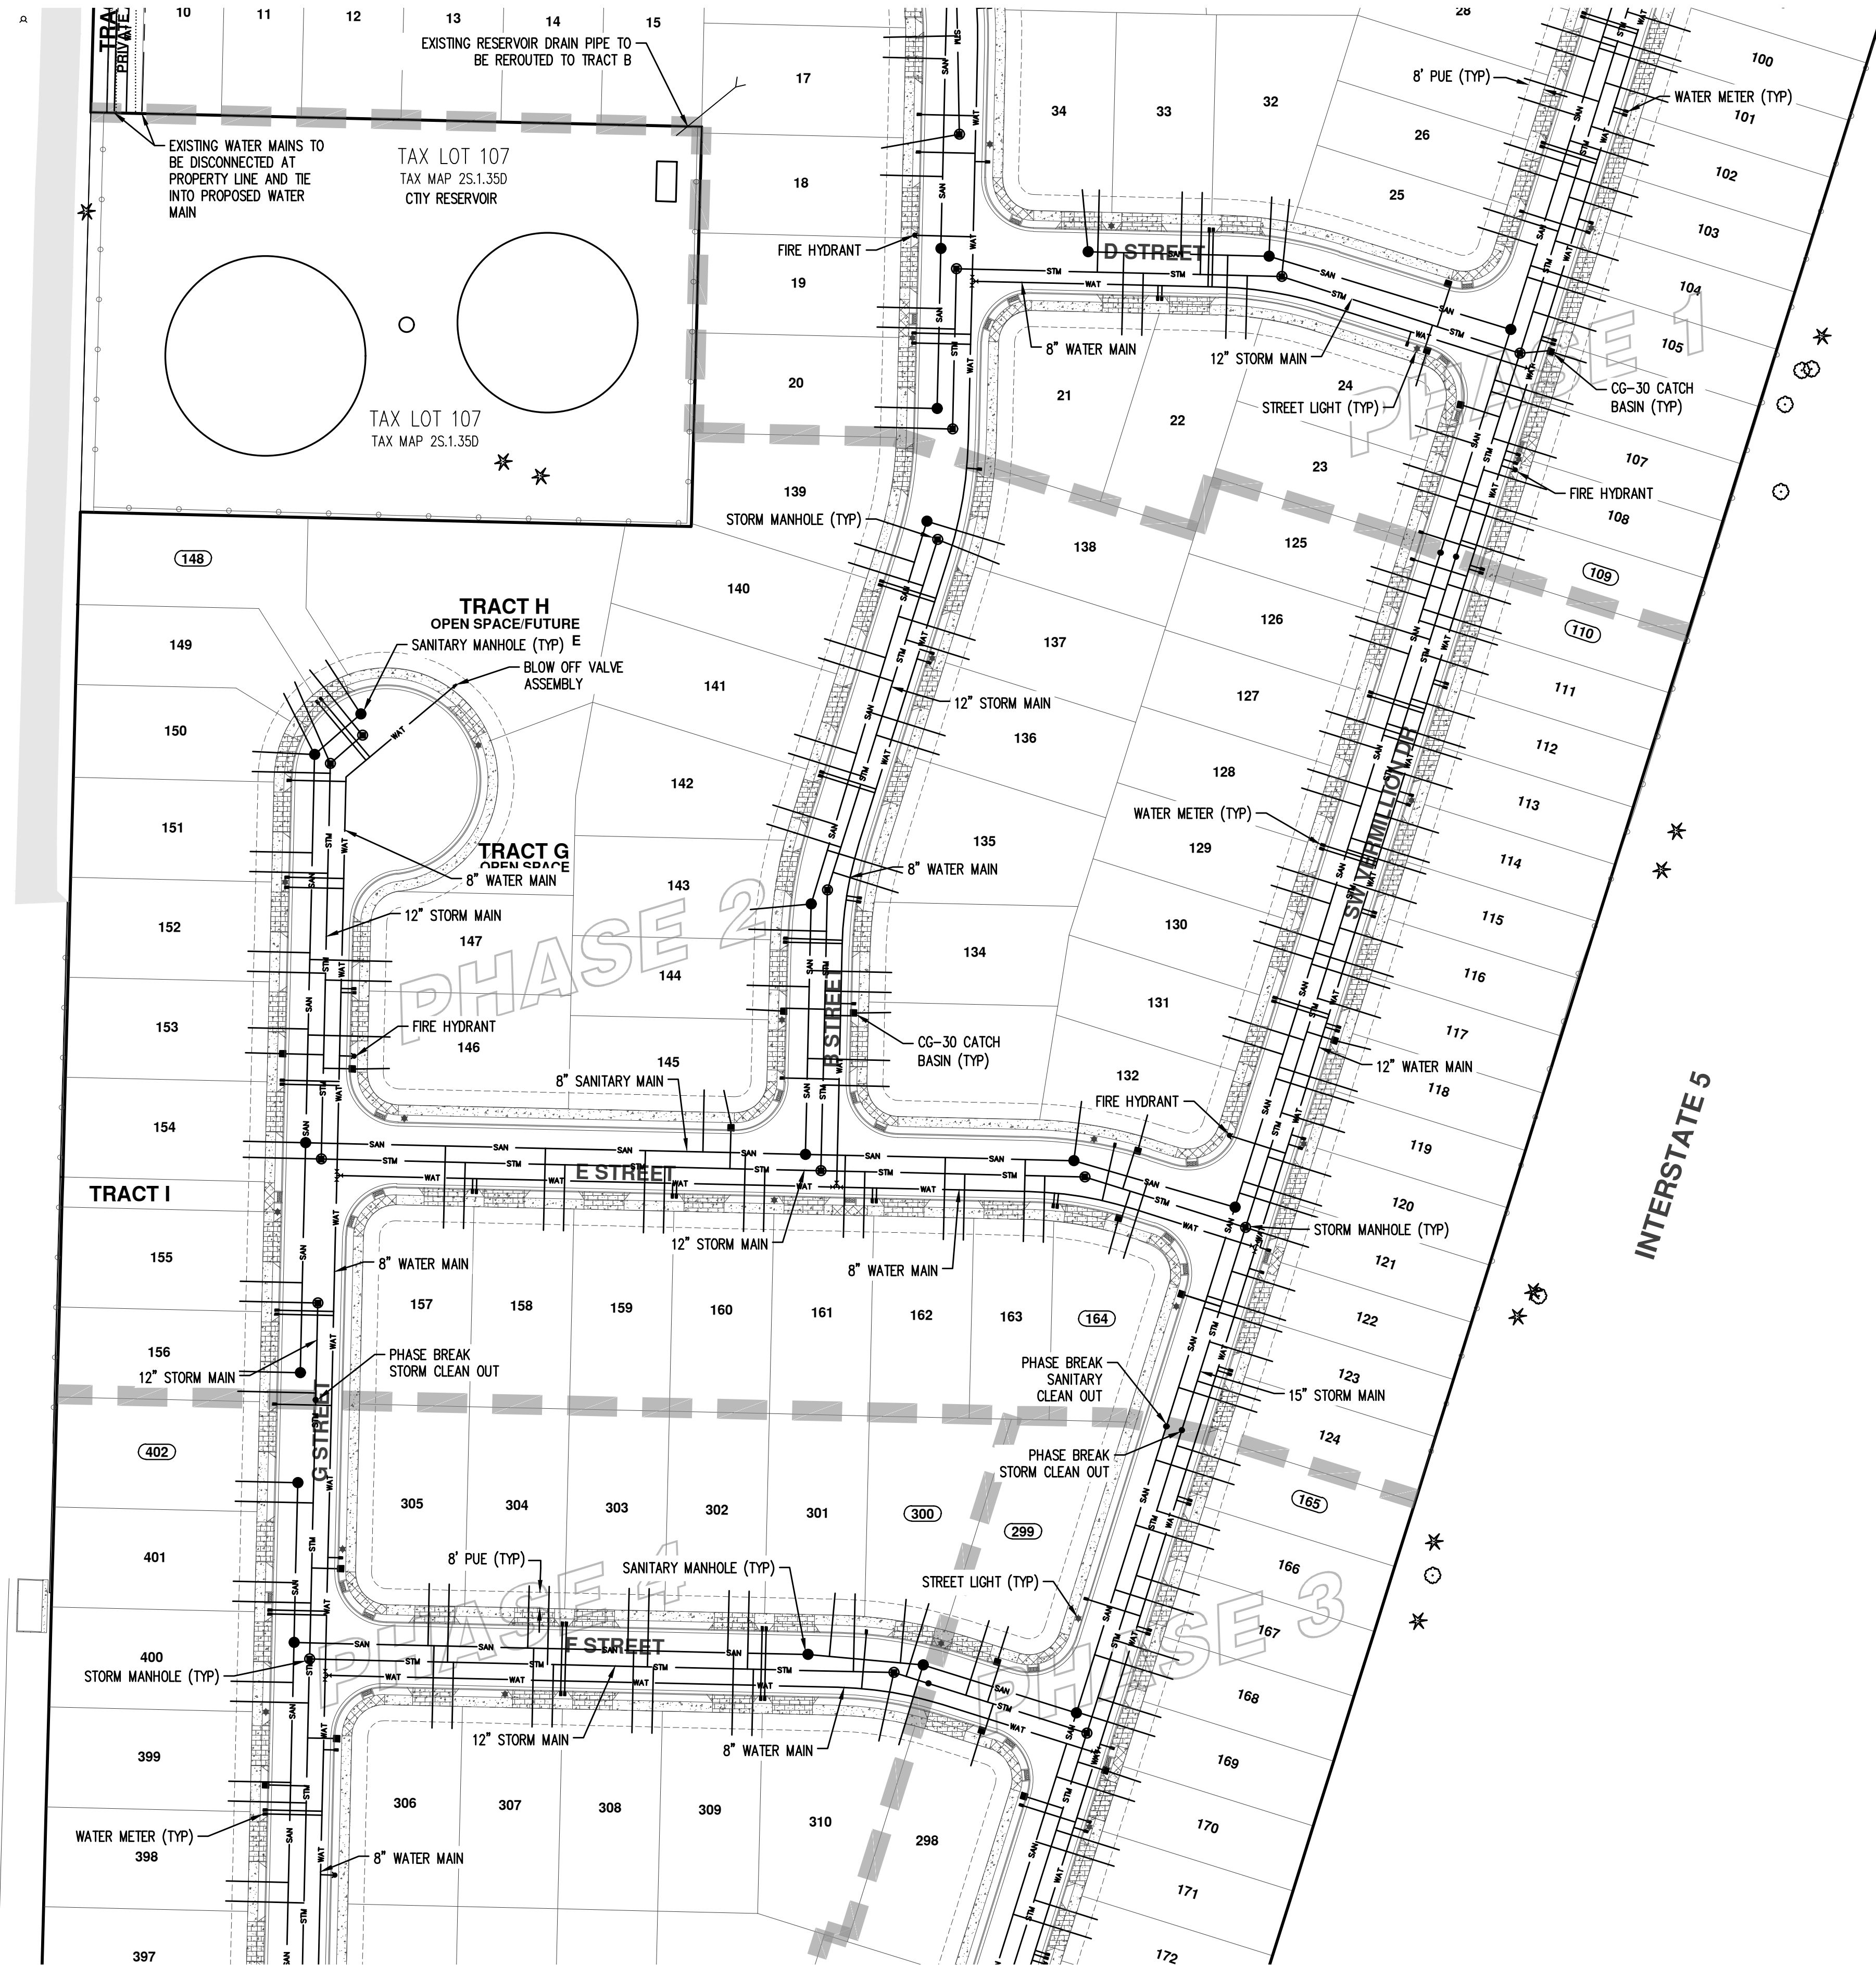 10
11
12
13
14
15
28
TRA
PRIVATE
EXISTING RESERVOIR DRAIN PIPE TO
BE REROUTED TO TRACT B
17
34
33
32
8' PUE (TYP)
100
WATER METER (TYP)
101
26
102
EXISTING WATER MAINS TO
BE DISCONNECTED AT
PROPERTY LINE AND TIE
INTO PROPOSED WATER
MAIN
TAX LOT 107
TAX MAP 2S.1.35D
CTIY RESERVOIR
18
25
103
FIRE HYDRANT
D STREET
19
104
105
PHASE 1
8" WATER MAIN
12" STORM MAIN
20
21
22
24
STREET LIGHT (TYP)
CG-30 CATCH
BASIN (TYP)
TAX LOT 107
TAX MAP 2S.1.35D
23
107
FIRE HYDRANT
108
139
STORM MANHOLE (TYP)
138
125
109
148
140
110
TRACT H
OPEN SPACE/FUTURE
E
SANITARY MANHOLE (TYP)
BLOW OFF VALVE
ASSEMBLY
149
137
126
141
127
111
150
12" STORM MAIN
136
112
SW VERMILLION DR
142
128
113
151
WATER METER (TYP)
135
129
114
TRACT G
OPEN SPACE
8" WATER MAIN
143
8" WATER MAIN
115
12" STORM MAIN
152
147
PHASE 2
130
144
134
116
153
FIRE HYDRANT
146
B STREET
131
117
145
CG-30 CATCH
BASIN (TYP)
8" SANITARY MAIN
132
12" WATER MAIN
118
INTERSTATE 5
FIRE HYDRANT
154
119
TRACT I
E STREET
120
STORM MANHOLE (TYP)
12" STORM MAIN
8" WATER MAIN
155
8" WATER MAIN
121
157
158
159
160
161
162
163
164
122
156
12" STORM MAIN
PHASE BREAK
STORM CLEAN OUT
PHASE BREAK
SANITARY
CLEAN OUT
123
15" STORM MAIN
G STREET
402
124
PHASE BREAK
STORM CLEAN OUT
305
304
303
302
301
300
299
165
401
8' PUE (TYP)
SANITARY MANHOLE (TYP)
STREET LIGHT (TYP)
166
PHASE 4
PHASE 3
167
F STREET
400
STORM MANHOLE (TYP)
168
12" STORM MAIN
8" WATER MAIN
399
169
306
307
308
309
310
298
170
WATER METER (TYP)
398
8" WATER MAIN
171
397
172
SAN
STM
WAT